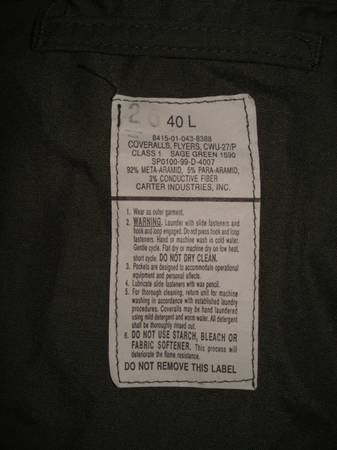 40 L
8415-01-043-8388
COVERALLS, FLYERS, CWU-27/P
CLASS 1 SAGE GREEN 1590
SP0100-99-D-4007
92% META-ARAMID, 5% PARA-ARAMID,
3% CONDUCTIVE FIBER
CARTER INDUSTRIES, INC.
1. Wear as outer garment.
2. WARNING. Launder with slide fasteners and
hook and loop engaged. Do not press hook and loop
fasteners. Hand or machine wash in cold water.
Gentle cycle. Flat dry or machine dry on low heat,
short cycle. DO NOT DRY CLEAN.
3. Pockets are designed to accommodate operational
equipment and personal effects.
4. Lubricate slide fasteners with wax pencil.
5. For thorough cleaning, return unit for machine
washing in accordance with established laundry
procedures. Coveralls may be hand laundered
using mild detergent and warm water. All detergent
shall be thoroughly rinsed out.
6. DO NOT USE STARCH, BLEACH OR
FABRIC SOFTENER. This process will
deteriorate the flame resistance.
DO NOT REMOVE THIS LABEL